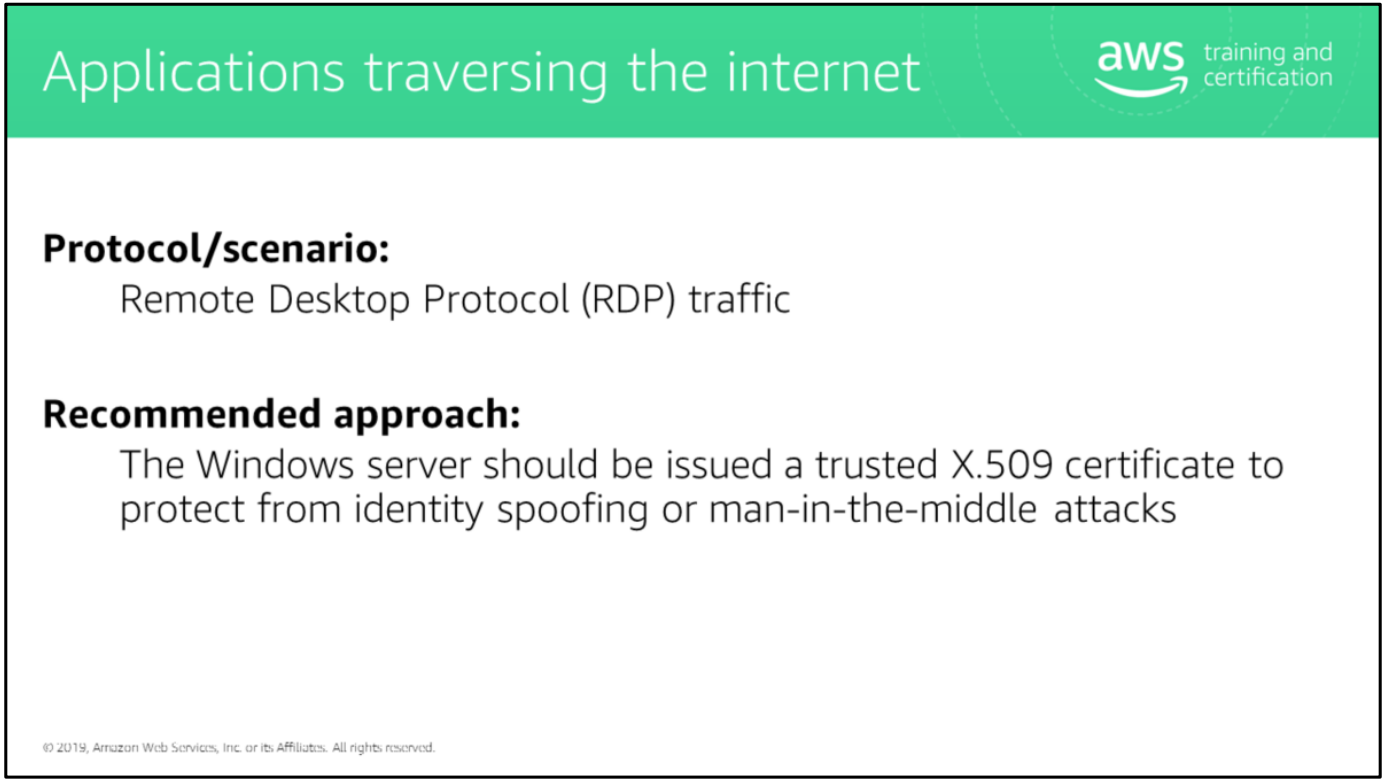 Applications traversing the internet
aws training and
certification
Protocol/scenario:
Remote Desktop Protocol (RDP) traffic
Recommended approach:
The Windows server should be issued a trusted X.509 certificate to
protect from identity spoofing or man-in-the-middle attacks
© 2019, Amazon Web Services, Inc. or its Affiliates. All rights reserved.